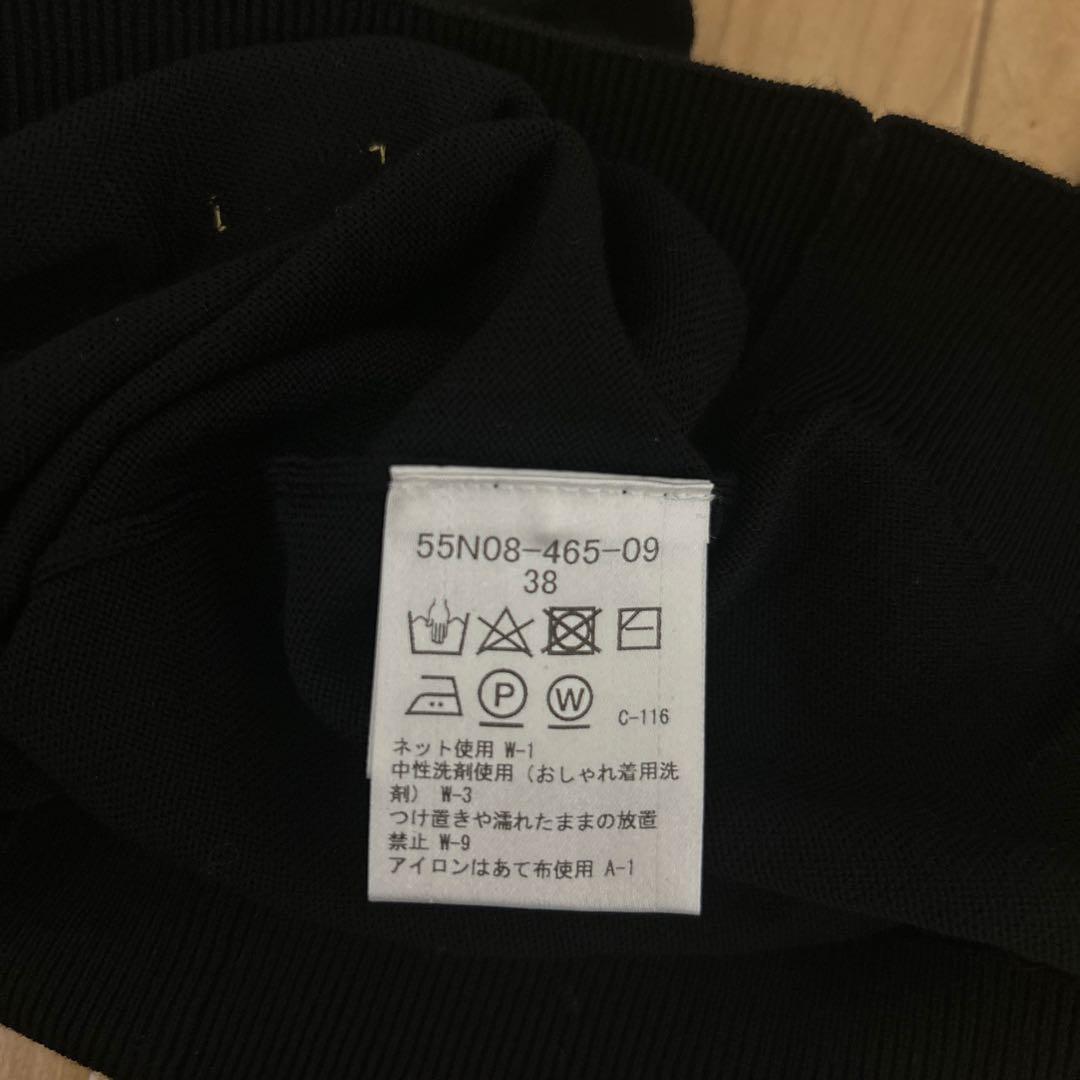 55N08-465-09
38
P W C-116
ネット使用 W-1
中性洗剤使用(おしゃれ着用洗
剤) W-3
つけ置きや濡れたままの放置
禁止 W-9
アイロンはあて布使用 A-1